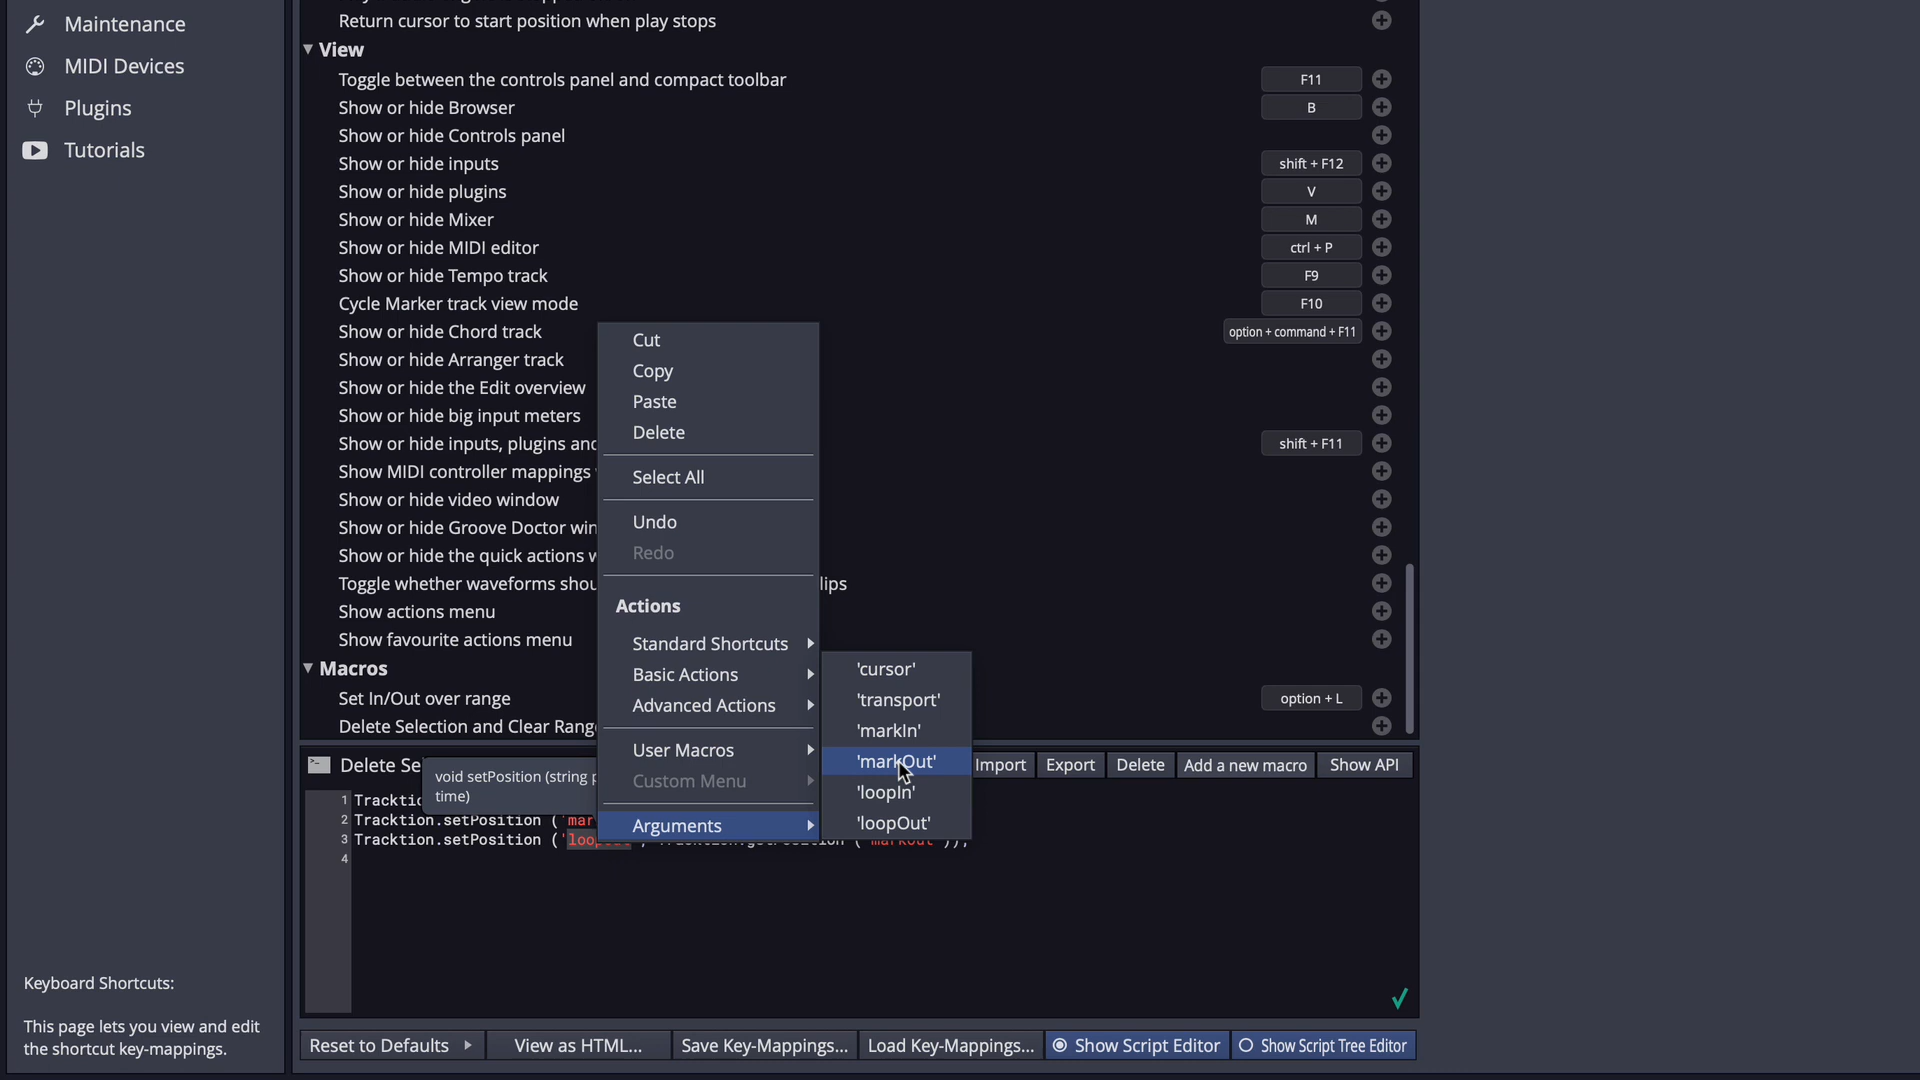 Maintenance
MIDI Devices
Plugins
Tutorials
Keyboard Shortcuts:
This page lets you view and edit
the shortcut key-mappings.
Return cursor to start position when play stops
View
Toggle between the controls panel and compact toolbar F11
Show or hide Browser B
Show or hide Controls panel
Show or hide inputs shift + F12
Show or hide plugins V
Show or hide Mixer M
Show or hide MIDI editor ctrl + P
Show or hide Tempo track F9
Cycle Marker track view mode F10
Show or hide Chord track option + command + F11
Show or hide Arranger track
Show or hide the Edit overview
Show or hide big input meters
Show or hide inputs, plugins and shift + F11
Show MIDI controller mappings
Show or hide video window
Show or hide Groove Doctor win
Show or hide the quick actions w
Toggle whether waveforms shou lips
Show actions menu
Show favourite actions menu
Macros
Set In/Out over range option + L
Delete Selection and Clear Range
Cut
Copy
Paste
Delete
Select All
Undo
Redo
Actions
Standard Shortcuts
Basic Actions
Advanced Actions
User Macros
Custom Menu
Arguments
'cursor'
'transport'
'markIn'
'markOut'
'loopIn'
'loopOut'
Delete Se Import Export Delete Add a new macro Show API
void setPosition (string p
time)
1 Tracktio
2 Tracktion.setPosition ('mar
3 Tracktion.setPosition ('loop
4
Reset to Defaults View as HTML... Save Key-Mappings... Load Key-Mappings... Show Script Editor Show Script Tree Editor